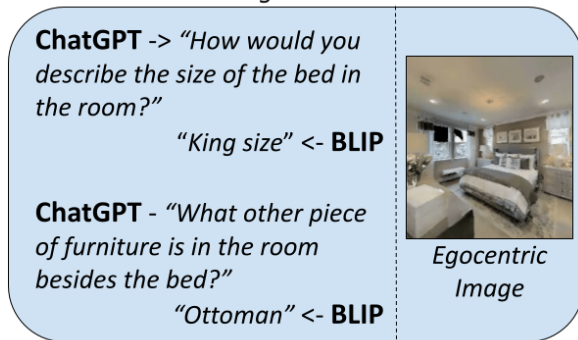 ChatGPT -> “How would you
describe the size of the bed in
the room?”
“King size” <- BLIP
ChatGPT - “What other piece
of furniture is in the room
besides the bed?”
“Ottoman” <- BLIP
Egocentric
Image